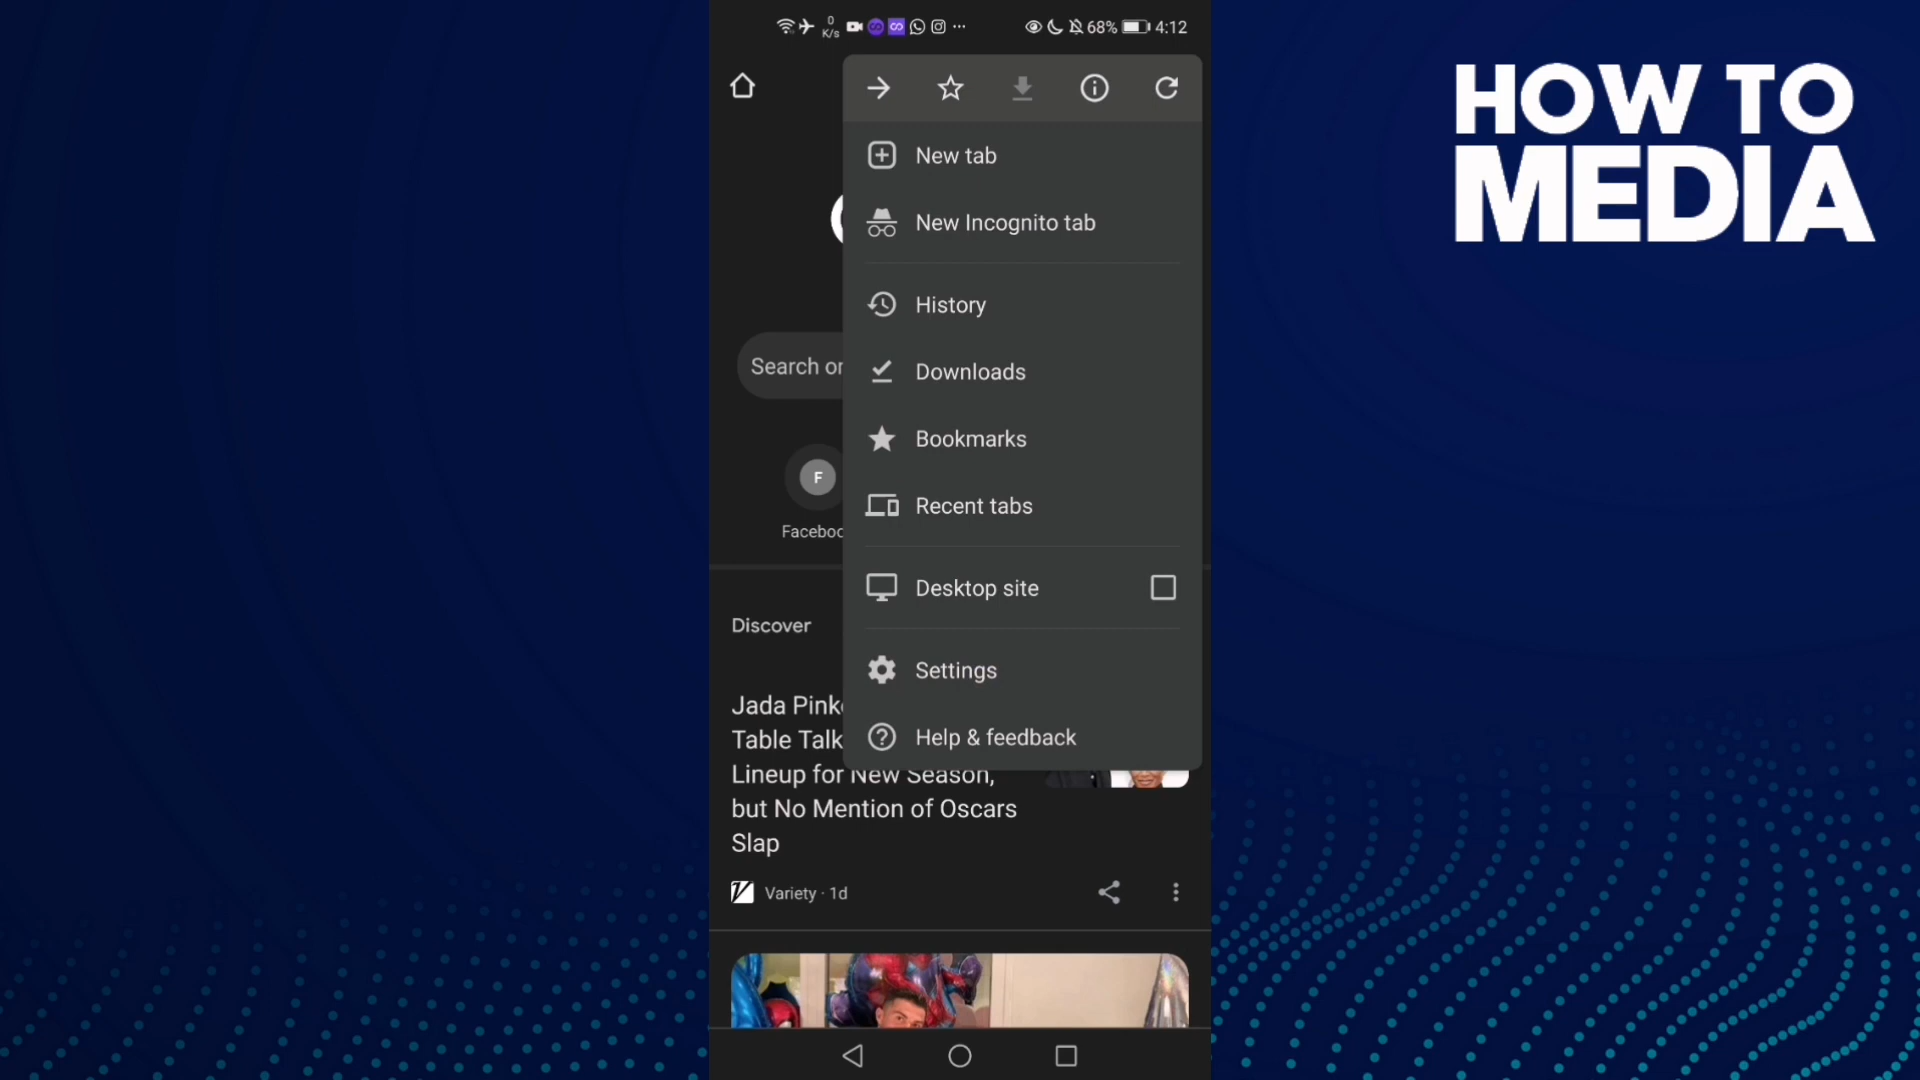 0
K/s
68%
4:12
HOW TO
MEDIA
New tab
New Incognito tab
History
Downloads
Search or
Bookmarks
F
Recent tabs
Faceboo
Desktop site
Discover
Settings
Jada Pink
Table Talk
Help & feedback
Lineup for New Season,
but No Mention of Oscars
Slap
Variety · 1d